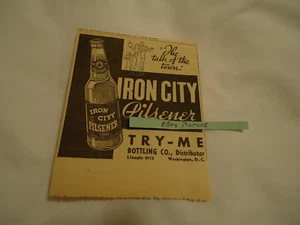 "The
talk of the
town"
IRON CITY
Pilsener
IRON
CITY
PILSENER
TRY-ME
BOTTLING CO., Distributor
Washington, D. C.